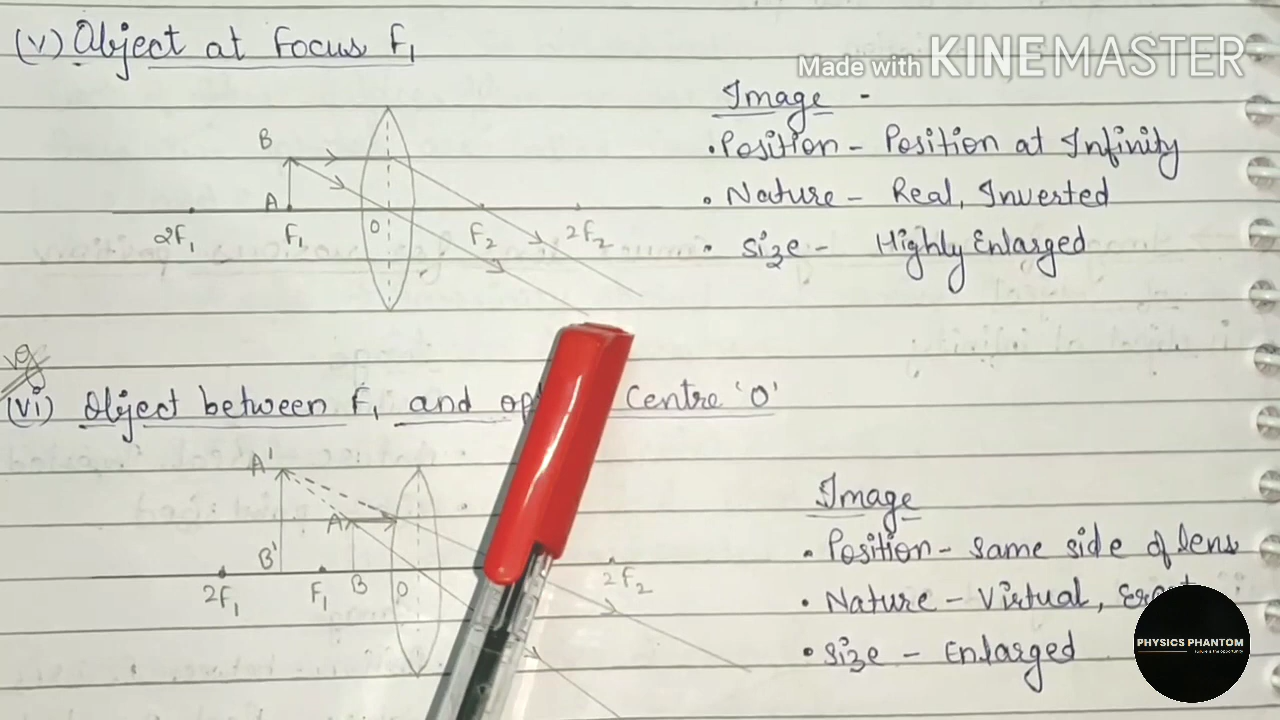 (v) Object at Focus F1
Made with KINEMASTER
Image -
• Position - Position at Infinity
• Nature - Real, Inverted
• Size - Highly Enlarged
B
A
2F1 F1 O F2 2F2
(vi) Object between F1 and Centre 'O'
A'
A
B'
2F1 F1 B O 2F2
Image
• Position - Same side of lens
• Nature - Virtual,
• Size - Enlarged
PHYSICS PHANTOM